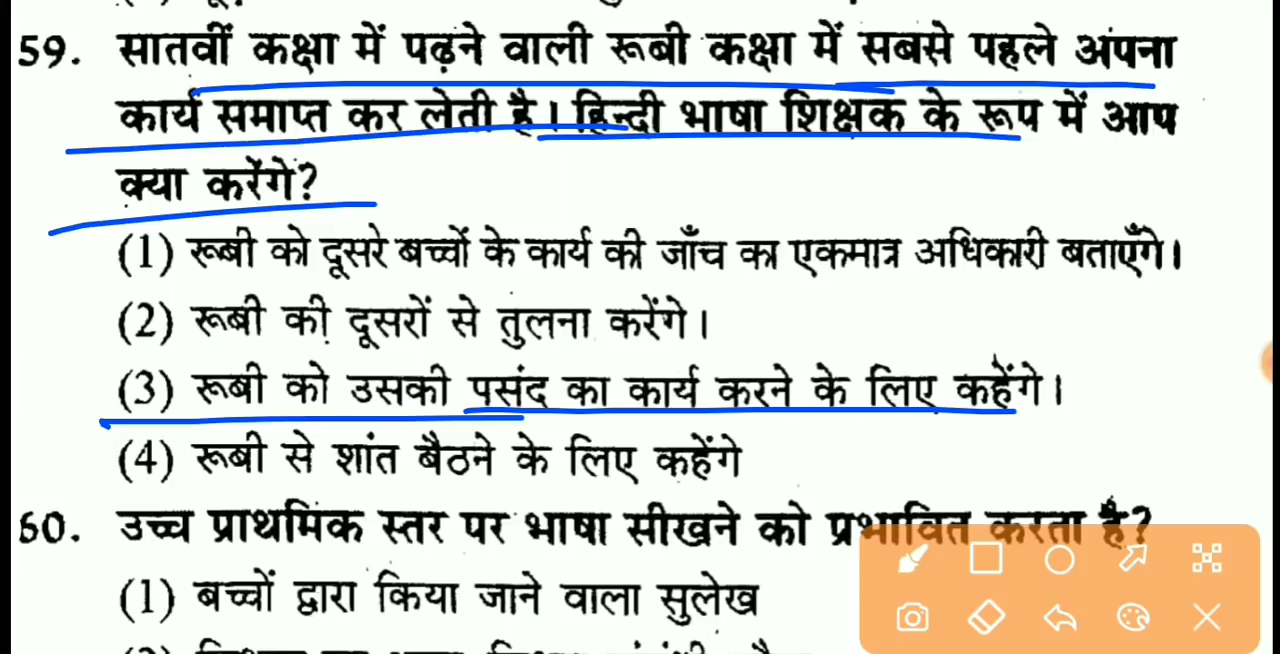 59. सातवीं कक्षा में पढ़ने वाली रूबी कक्षा में सबसे पहले अपना
कार्य समाप्त कर लेती है। हिन्दी भाषा शिक्षक के रूप में आप
क्या करेंगे?
(1) रूबी को दूसरे बच्चों के कार्य की जाँच का एकमात्र अधिकारी बताएँगे।
(2) रूबी की दूसरों से तुलना करेंगे।
(3) रूबी को उसकी पसंद का कार्य करने के लिए कहेंगे।
(4) रूबी से शांत बैठने के लिए कहेंगे
60. उच्च प्राथमिक स्तर पर भाषा सीखने को प्रभावित करता है?
(1) बच्चों द्वारा किया जाने वाला सुलेख